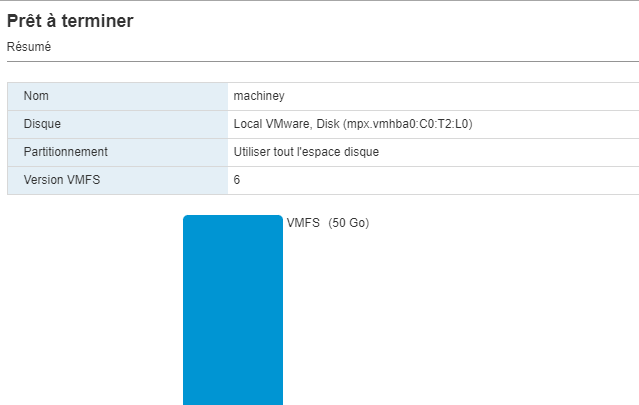 Prêt à terminer
Résumé
Nom machiney
Disque Local VMware, Disk (mpx.vmhba0:C0:T2:L0)
Partitionnement Utiliser tout l'espace disque
Version VMFS 6
VMFS (50 Go)